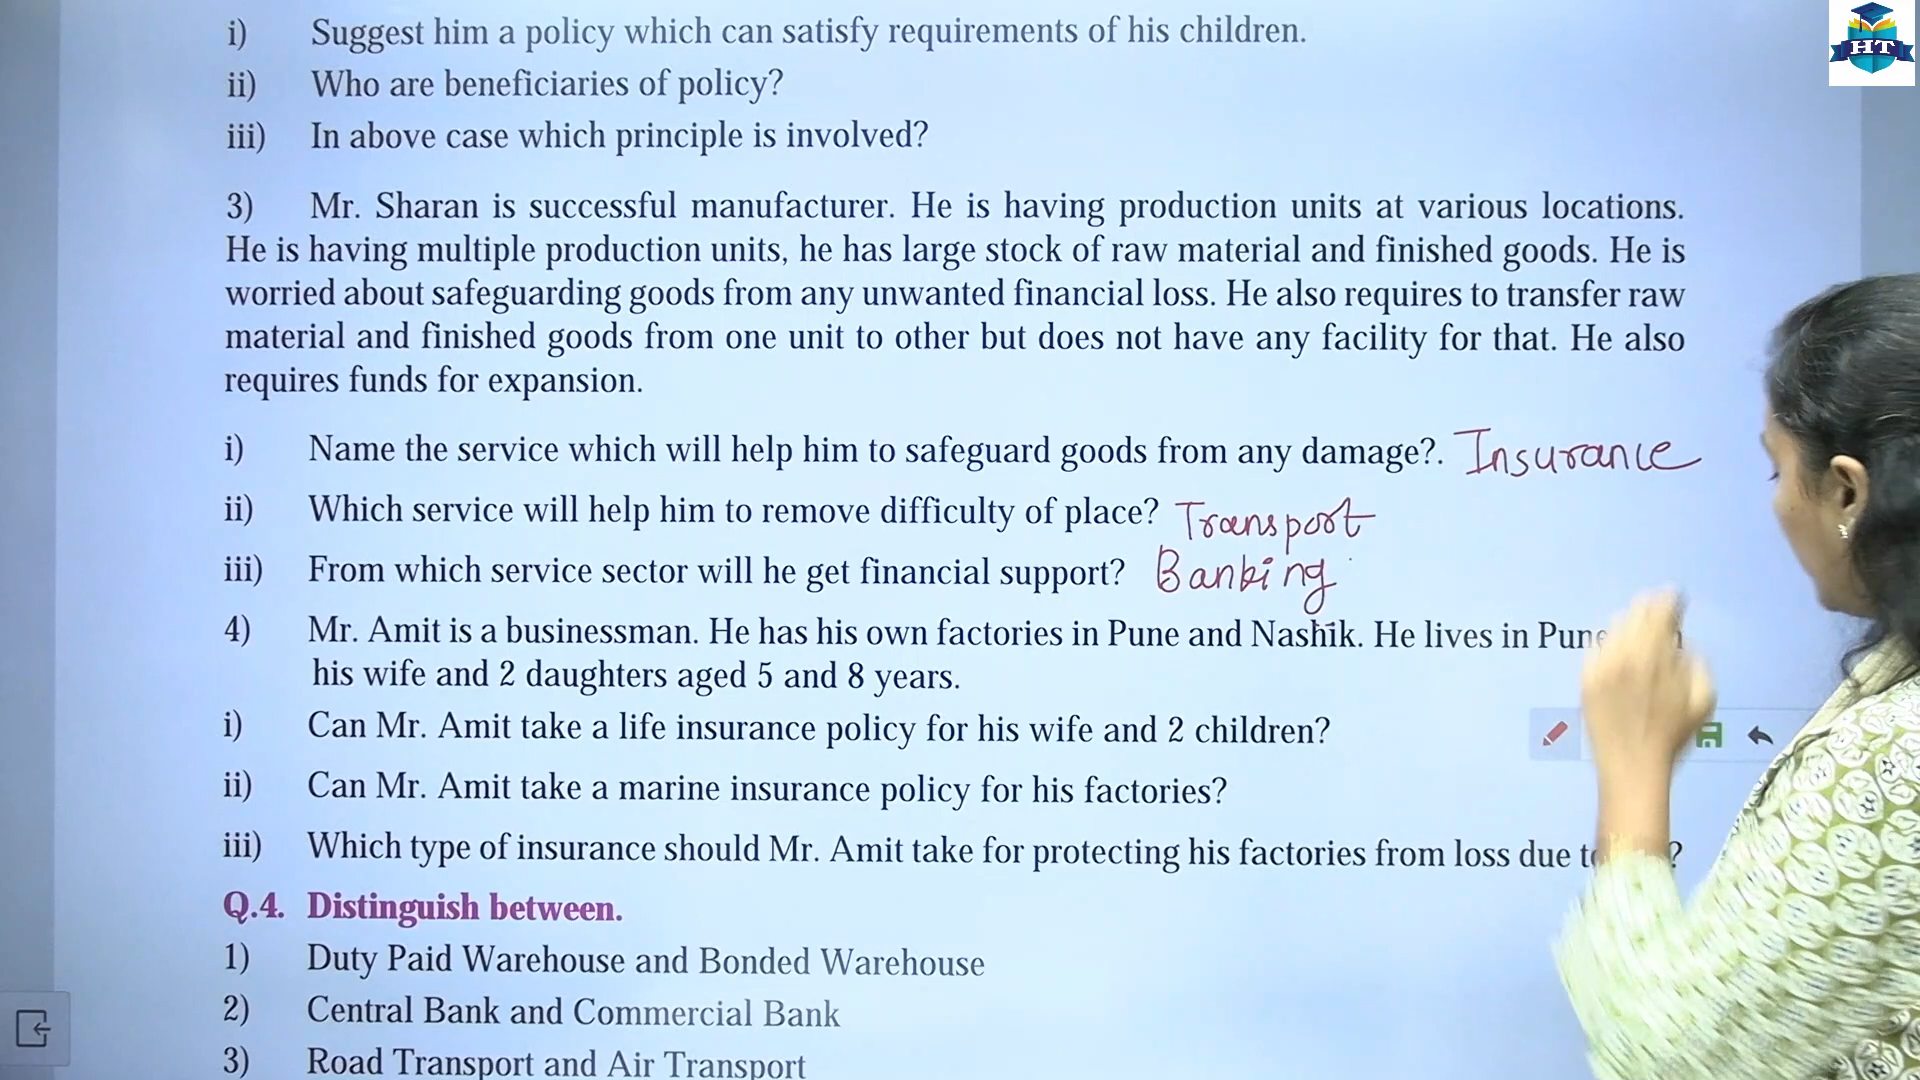 HT
i) Suggest him a policy which can satisfy requirements of his children.
ii) Who are beneficiaries of policy?
iii) In above case which principle is involved?
3) Mr. Sharan is successful manufacturer. He is having production units at various locations.
He is having multiple production units, he has large stock of raw material and finished goods. He is
worried about safeguarding goods from any unwanted financial loss. He also requires to transfer raw
material and finished goods from one unit to other but does not have any facility for that. He also
requires funds for expansion.
i) Name the service which will help him to safeguard goods from any damage?. Insurance
ii) Which service will help him to remove difficulty of place? Transport
iii) From which service sector will he get financial support? Banking
4) Mr. Amit is a businessman. He has his own factories in Pune and Nashik. He lives in Pune
his wife and 2 daughters aged 5 and 8 years.
i) Can Mr. Amit take a life insurance policy for his wife and 2 children?
ii) Can Mr. Amit take a marine insurance policy for his factories?
iii) Which type of insurance should Mr. Amit take for protecting his factories from loss due to ?
Q.4. Distinguish between.
1) Duty Paid Warehouse and Bonded Warehouse
2) Central Bank and Commercial Bank
3) Road Transport and Air Transport